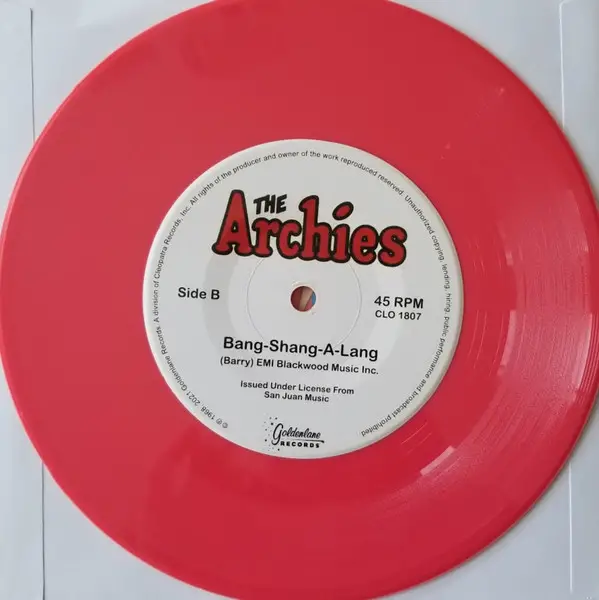 THE
Archies
Side B
45 RPM
CLO 1807
Bang-Shang-A-Lang
(Barry) EMI Blackwood Music Inc.
Issued Under License From
San Juan Music
Goldenlane
RECORDS
℗© 1968, 2021 Goldenlane Records. A division of Cleopatra Records, Inc. All rights of the producer and owner of the work reproduced reserved. Unauthorized copying, lending, hiring, public performance and broadcast prohibited.